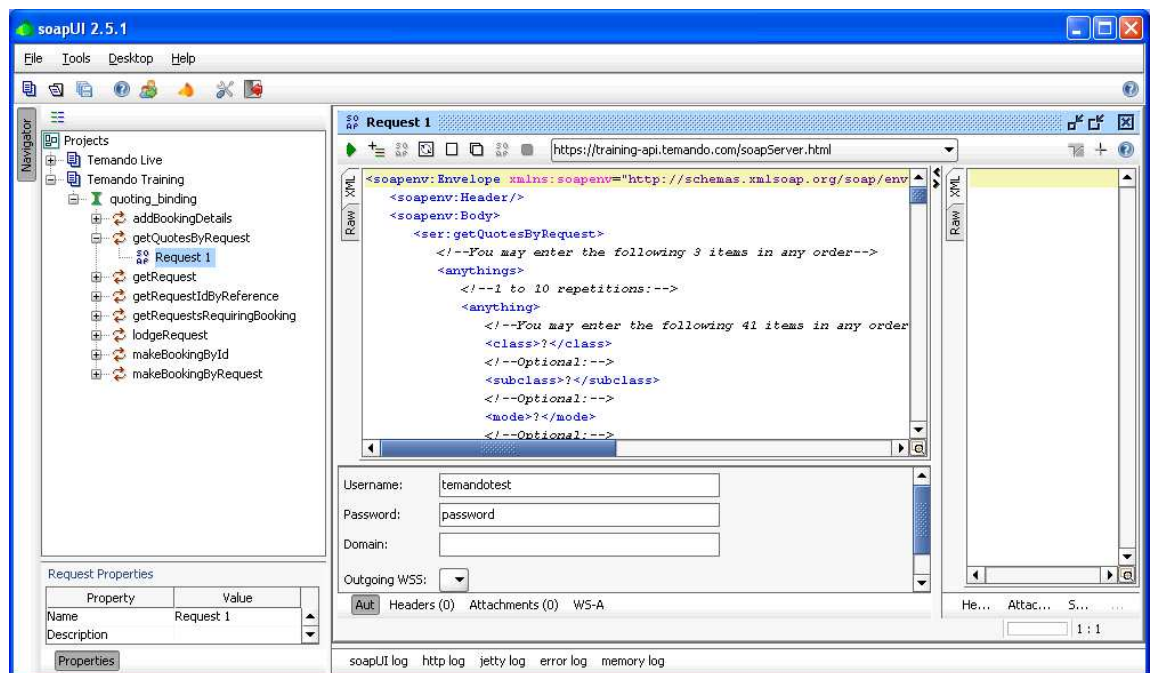 soapUI 2.5.1
File Tools Desktop Help
Navigator
Projects
Temando Live
Temando Training
quoting_binding
addBookingDetails
getQuotesByRequest
Request 1
getRequest
getRequestIdByReference
getRequestsRequiringBooking
lodgeRequest
makeBookingById
makeBookingByRequest
Request Properties
Property Value
Name Request 1
Description
Properties
Request 1
https://training-api.temando.com/soapServer.html
XML
Raw
<soapenv:Envelope xmlns:soapenv="http://schemas.xmlsoap.org/soap/env
<soapenv:Header/>
<soapenv:Body>
<ser:getQuotesByRequest>
<!--You may enter the following 3 items in any order-->
<anythings>
<!--1 to 10 repetitions:-->
<anything>
<!--You may enter the following 41 items in any order
<class>?</class>
<!--Optional:-->
<subclass>?</subclass>
<!--Optional:-->
<mode>?</mode>
<!--Optional:-->
Username: temandotest
Password: password
Domain:
Outgoing WSS:
Aut Headers (0) Attachments (0) WS-A
XML
Raw
He... Attac... S... ...
1 : 1
soapUI log http log jetty log error log memory log